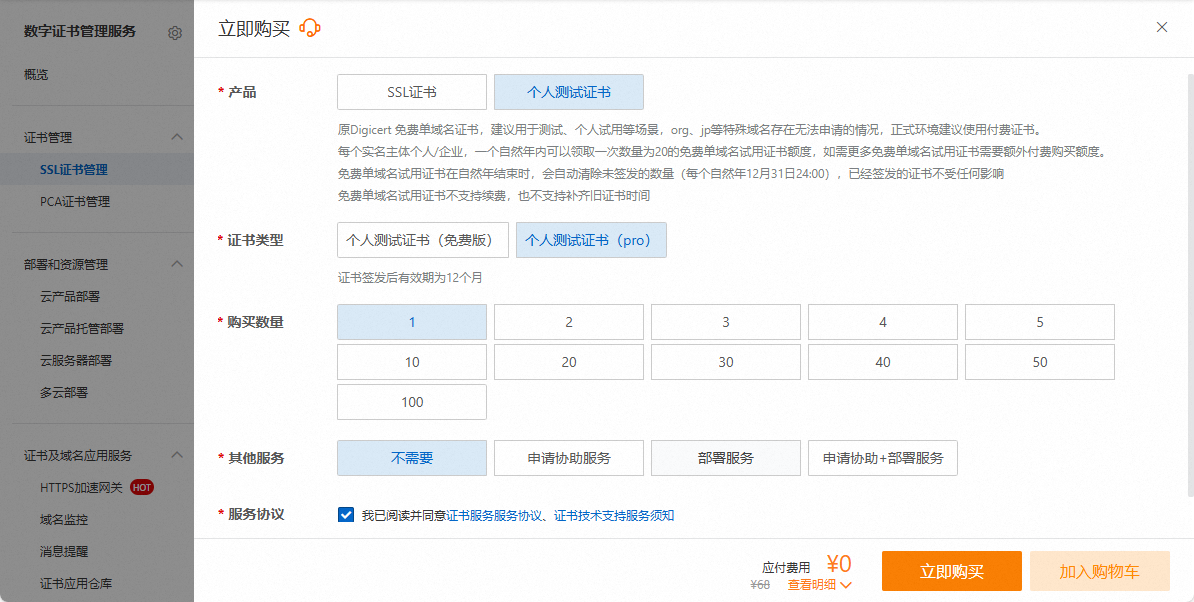 数字证书管理服务
概览
证书管理
SSL证书管理
PCA证书管理
部署和资源管理
云产品部署
云产品托管部署
云服务器部署
多云部署
证书及域名应用服务
HTTPS加速网关 HOT
域名监控
消息提醒
证书应用仓库
立即购买
* 产品
SSL证书 个人测试证书
原Digicert 免费单域名证书，建议用于测试、个人试用等场景，org、jp等特殊域名存在无法申请的情况，正式环境建议使用付费证书。
每个实名主体个人/企业，一个自然年内可以领取一次数量为20的免费单域名试用证书额度，如需更多免费单域名试用证书需要额外付费购买额度。
免费单域名试用证书在自然年结束时，会自动清除未签发的数量（每个自然年12月31日24:00），已经签发的证书不受任何影响
免费单域名试用证书不支持续费，也不支持补齐旧证书时间
* 证书类型
个人测试证书（免费版） 个人测试证书（pro）
证书签发后有效期为12个月
* 购买数量
1 2 3 4 5
10 20 30 40 50
100
* 其他服务
不需要 申请协助服务 部署服务 申请协助+部署服务
* 服务协议
我已阅读并同意证书服务服务协议、证书技术支持服务须知
应付费用 ¥0
¥68 查看明细
立即购买 加入购物车